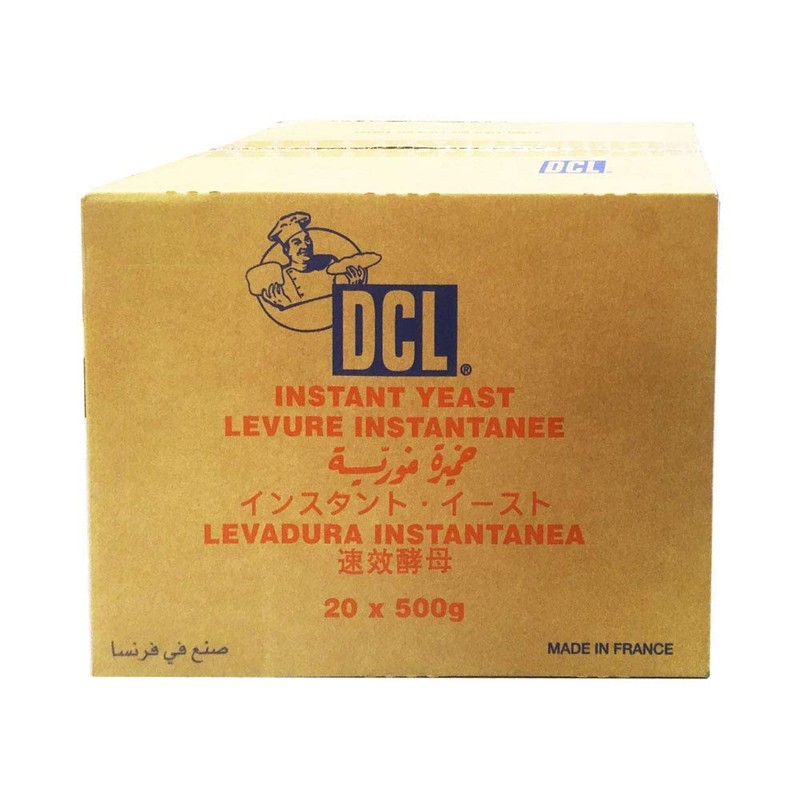 DCL
DCL®
INSTANT YEAST
LEVURE INSTANTANEE
خميرة فوريّة
インスタント・イースト
LEVADURA INSTANTANEA
速效酵母
20 x 500g
صنع في فرنسا
MADE IN FRANCE